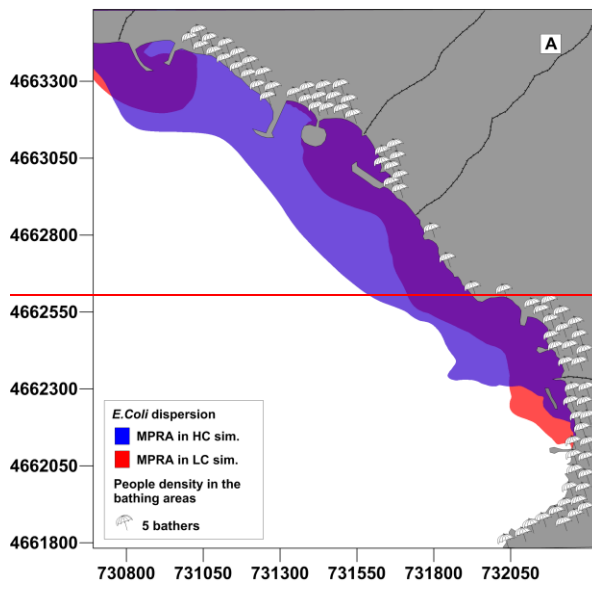 A
4663300
4663050
4662800
4662550
4662300
4662050
4661800
E.Coli dispersion
MPRA in HC sim.
MPRA in LC sim.
People density in the
bathing areas
5 bathers
730800 731050 731300 731550 731800 732050